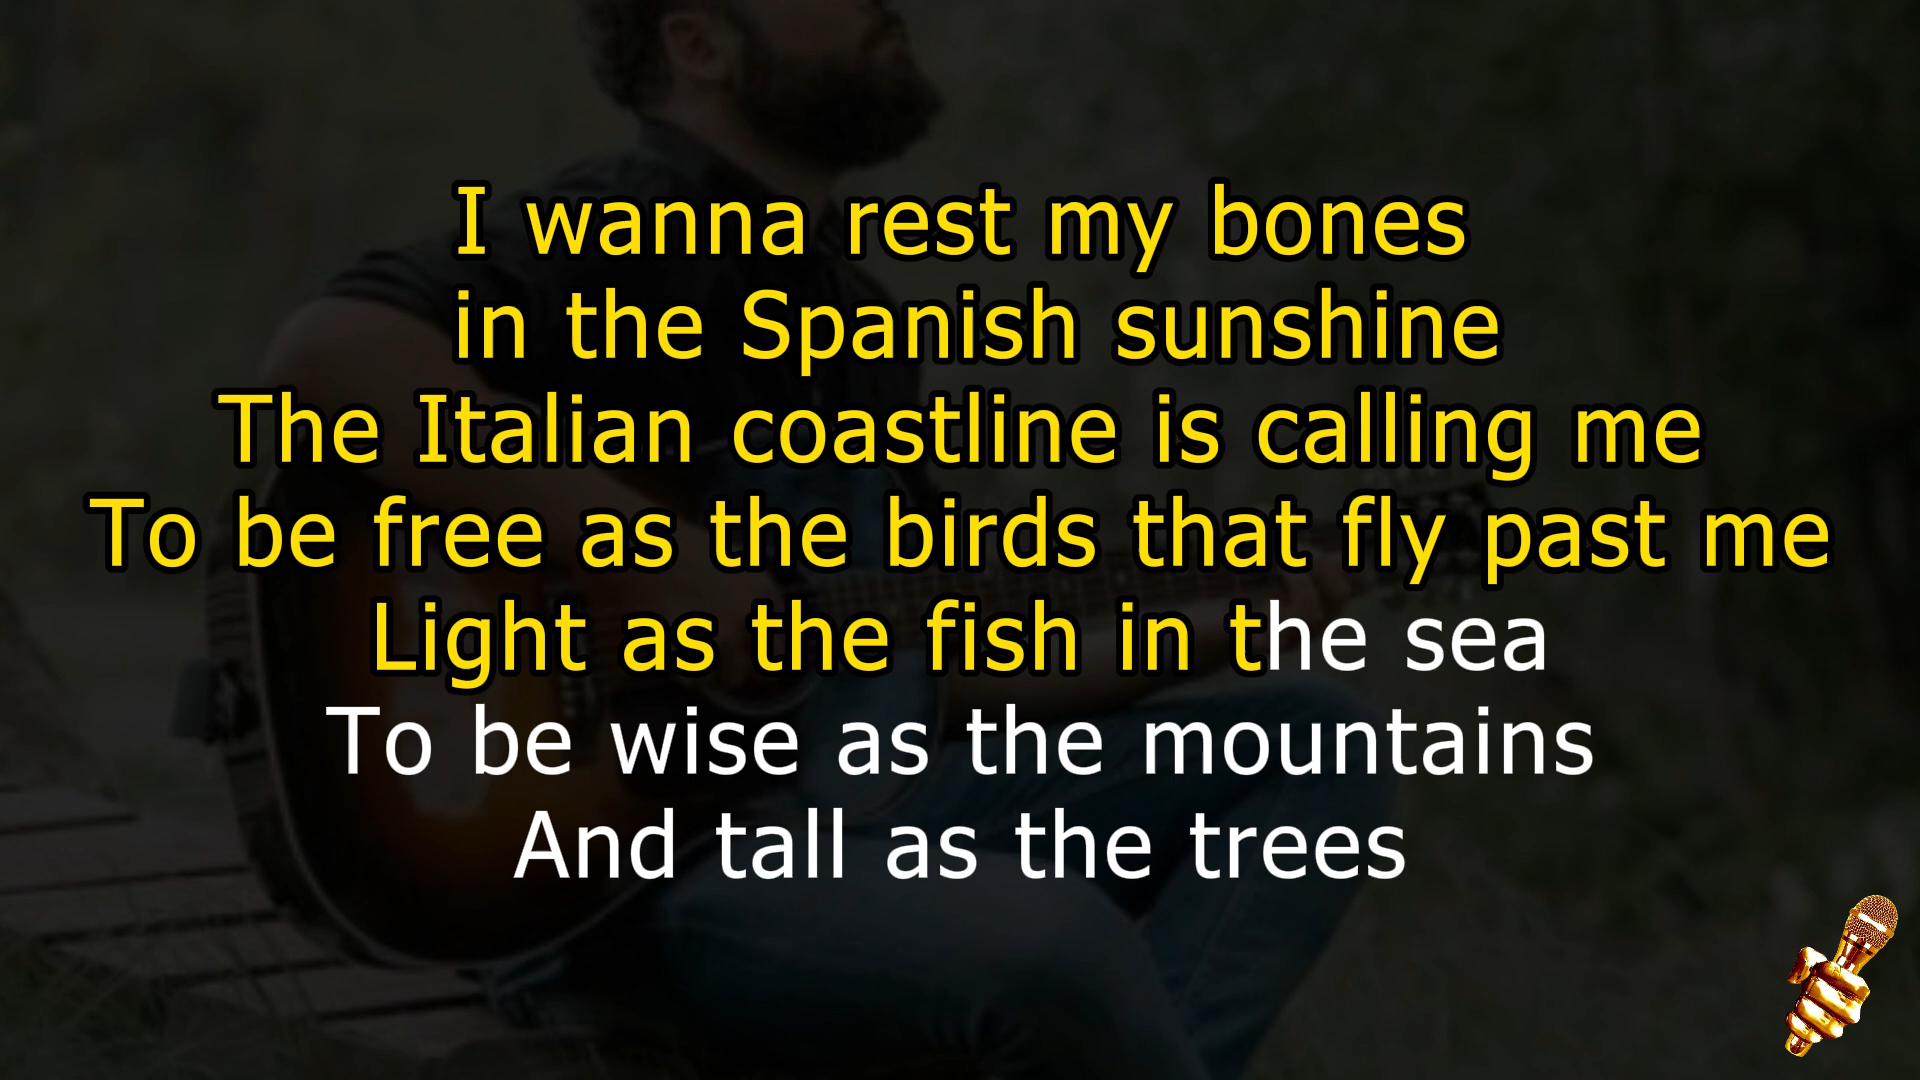 I wanna rest my bones
in the Spanish sunshine
The Italian coastline is calling me
To be free as the birds that fly past me
Light as the fish in the sea
To be wise as the mountains
And tall as the trees